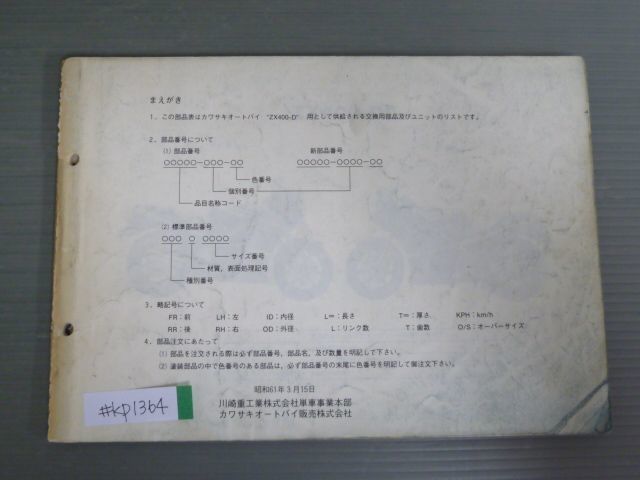 まえがき
1．この部品表はカワサキオートバイ "ZX400-D" 用として供給される交換用部品及びユニットのリストです。
2．部品番号について
(1) 部品番号 新部品番号
○○○○○-○○○-○○ ○○○○○-○○○○-○○
色番号
個別番号
品目名称コード
(2) 標準部品番号
○○○ ○ ○○○○
サイズ番号
材質，表面処理記号
種別番号
3．略記号について
FR：前 LH：左 ID：内径 L＝：長さ T＝：厚さ KPH：km/h
RR：後 RH：右 OD：外径 L：リンク数 T：歯数 O/S：オーバーサイズ
4．部品注文にあたって
(1) 部品を注文される際は必ず部品番号，部品名，及び数量を明記して下さい。
(2) 塗装部品の中で色番号のある部品は，必ず部品番号の末尾に色番号を明記して御注文下さい。
昭和61年3月15日
川崎重工業株式会社単車事業本部
カワサキオートバイ販売株式会社
#KP1364